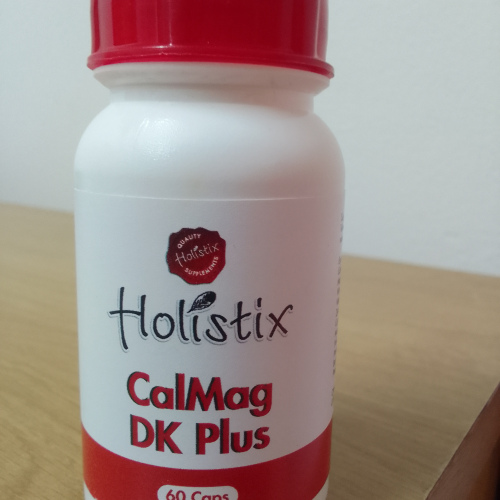 QUALITY
Holistix
SUPPLEMENTS
Holistix
CalMag
DK Plus
60 Caps